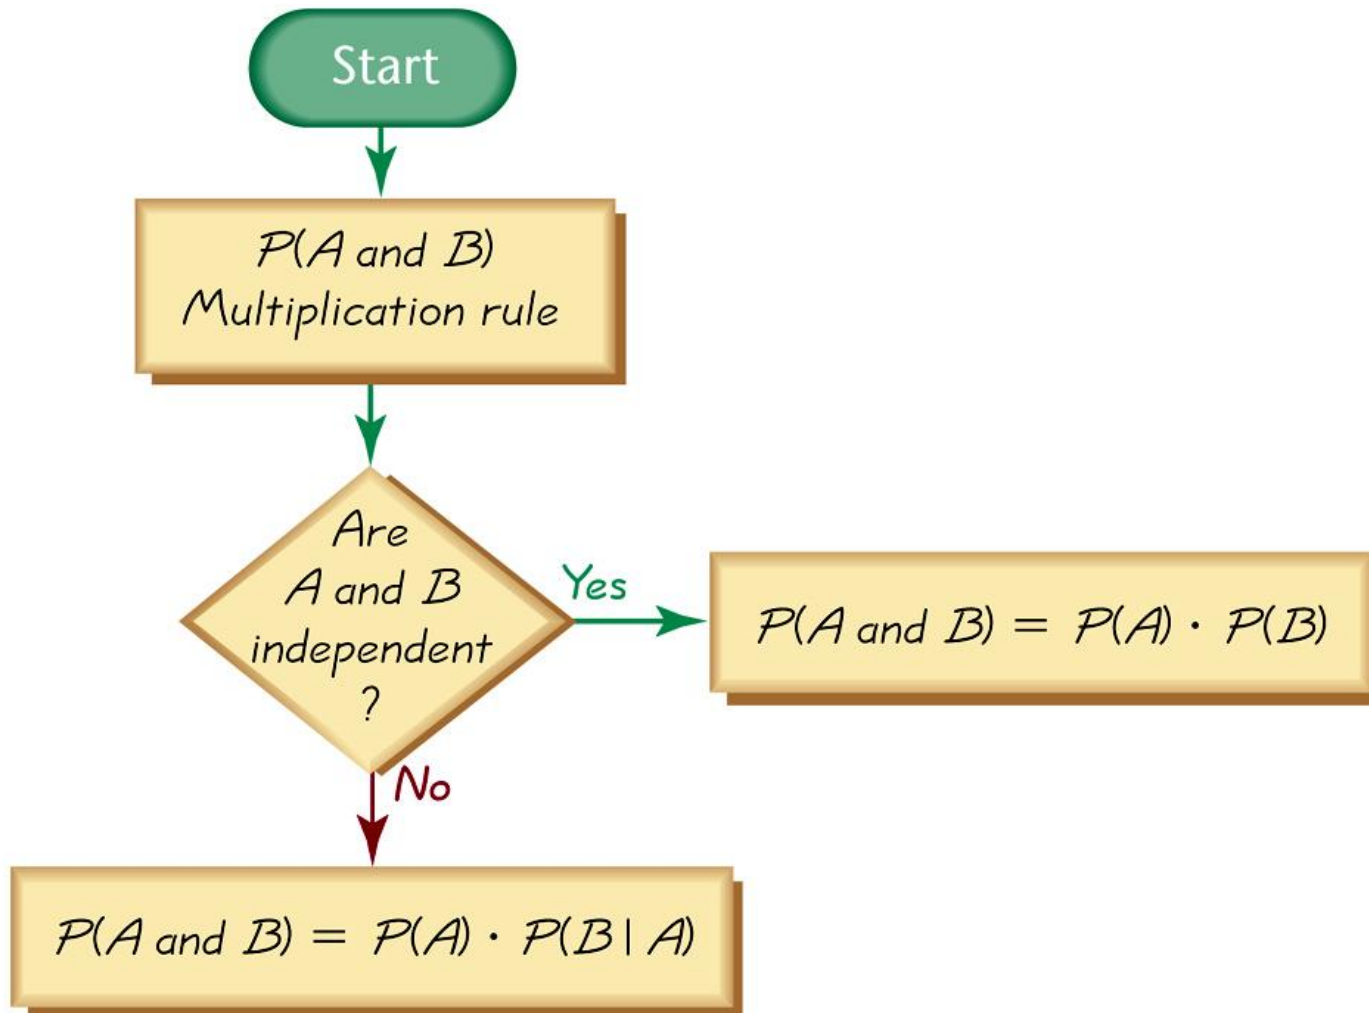 Start
P(A and B)
Multiplication rule
Are
A and B
independent
?
Yes
P(A and B) = P(A) · P(B)
No
P(A and B) = P(A) · P(B | A)